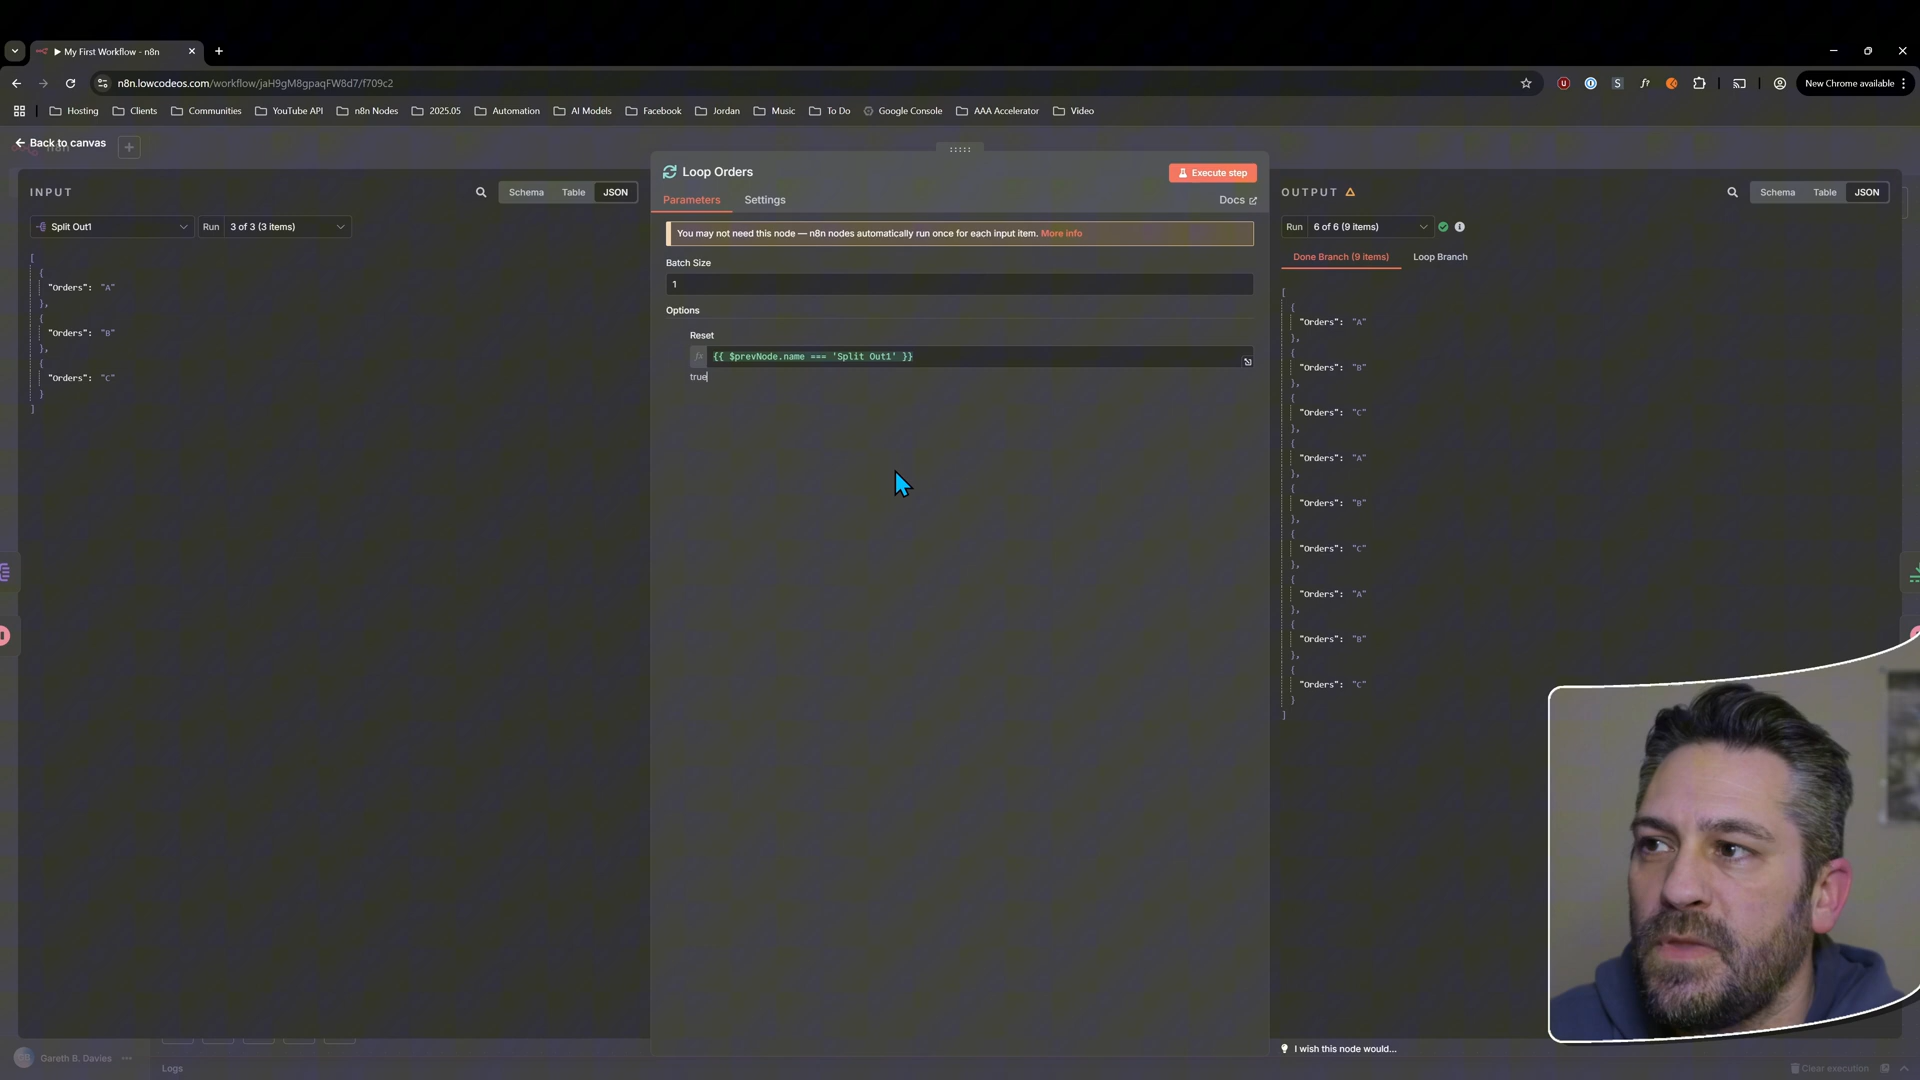 My First Workflow - n8n
n8n.lowcodeos.com/workflow/jaH9gM8gpaqFW8d7/f709c2
New Chrome available
Hosting
Clients
Communities
YouTube API
n8n Nodes
2025.05
Automation
AI Models
Facebook
Jordan
Music
To Do
Google Console
AAA Accelerator
Video
Back to canvas
INPUT
Schema
Table
JSON
Split Out1
Run
3 of 3 (3 items)
[
{
"Orders": "A"
},
{
"Orders": "B"
},
{
"Orders": "C"
}
]
Loop Orders
Execute step
Parameters
Settings
Docs
You may not need this node — n8n nodes automatically run once for each input item. More info
Batch Size
1
Options
Reset
fx
{{ $prevNode.name === 'Split Out1' }}
true
OUTPUT
Schema
Table
JSON
Run
6 of 6 (9 items)
Done Branch (9 items)
Loop Branch
[
{
"Orders": "A"
},
{
"Orders": "B"
},
{
"Orders": "C"
},
{
"Orders": "A"
},
{
"Orders": "B"
},
{
"Orders": "C"
},
{
"Orders": "A"
},
{
"Orders": "B"
},
{
"Orders": "C"
}
]
I wish this node would...
Gareth B. Davies
Logs
Clear execution